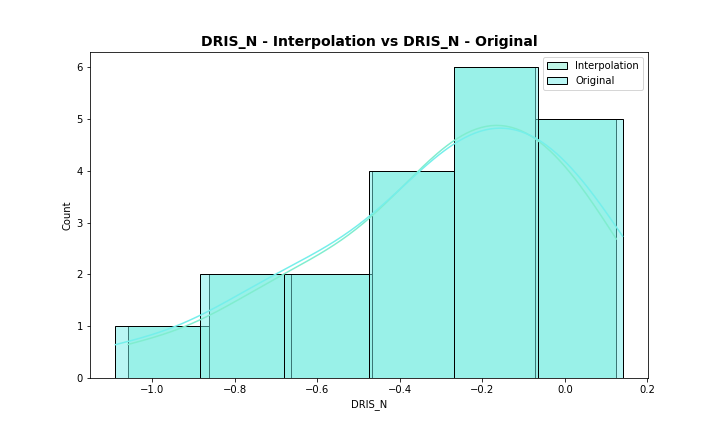 DRIS_N - Interpolation vs DRIS_N - Original
Interpolation
Original
6
5
4
3
2
1
0
Count
−1.0
−0.8
−0.6
−0.4
−0.2
0.0
0.2
DRIS_N